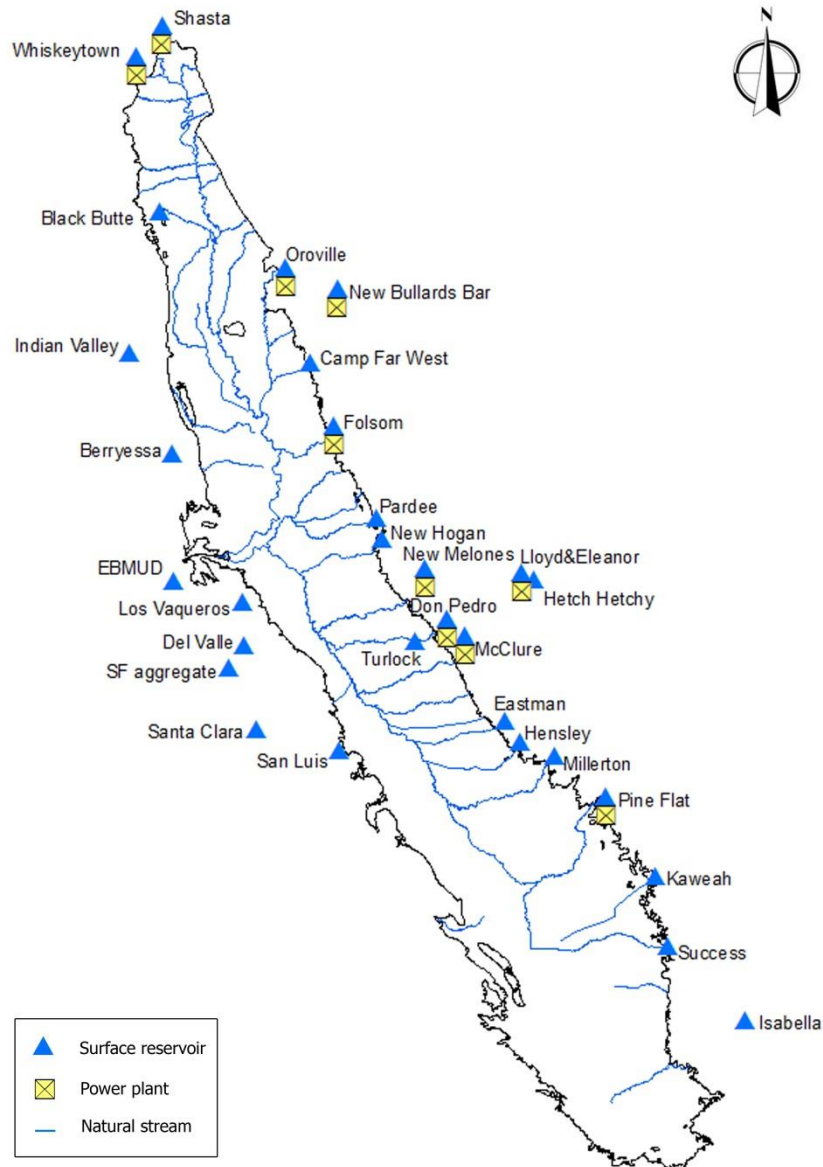 Shasta
N
Whiskeytown
Black Butte
Oroville
New Bullards Bar
Indian Valley
Camp Far West
Folsom
Berryessa
Pardee
New Hogan
New Melones
Lloyd&Eleanor
EBMUD
Hetch Hetchy
Los Vaqueros
Don Pedro
Del Valle
McClure
Turlock
SF aggregate
Eastman
Santa Clara
Hensley
San Luis
Millerton
Pine Flat
Kaweah
Success
Isabella
Surface reservoir
Power plant
Natural stream